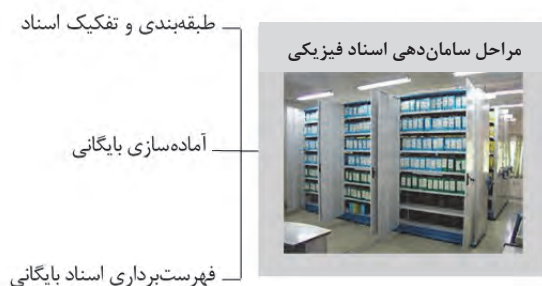 مراحل سامان‌دهی اسناد فیزیکی
طبقه‌بندی و تفکیک اسناد
آماده‌سازی بایگانی
فهرست‌برداری اسناد بایگانی